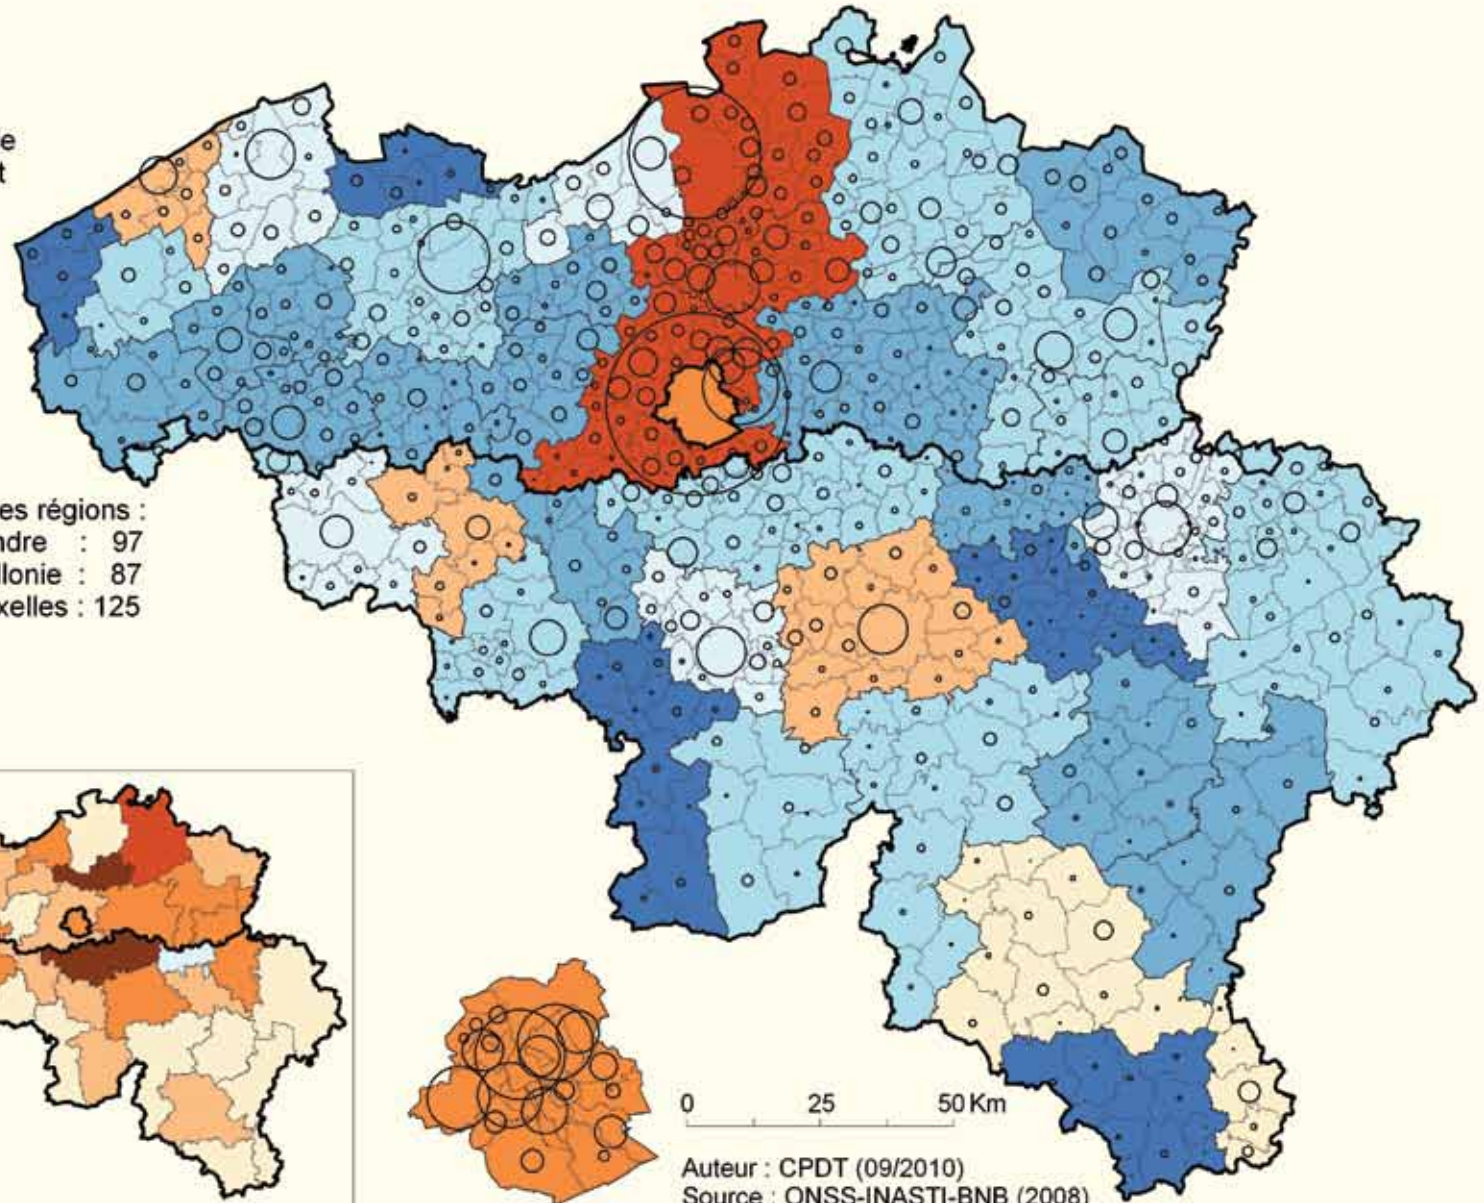 es régions :
ndre : 97
llonie : 87
xelles : 125
0 25 50 Km
Auteur : CPDT (09/2010)
Source : ONSS-INASTI-BNB (2008)